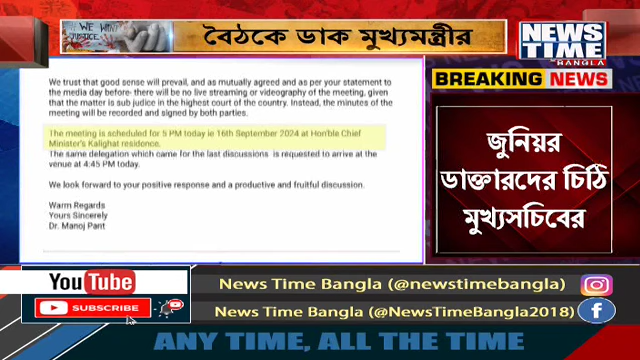 WE WANT
JUSTICE
বৈঠকে ডাক মুখ্যমন্ত্রীর
NEWS
TIME
BANGLA
BREAKING NEWS
We trust that good sense will prevail, and as mutually agreed and as per your statement to
the media day before- there will be no live streaming or videography of the meeting, given
that the matter is sub judice in the highest court of the country. Instead, the minutes of the
meeting will be recorded and signed by both parties.
The meeting is scheduled for 5 PM today ie 16th September 2024 at Hon'ble Chief
Minister's Kalighat residence.
The same delegation which came for the last discussions is requested to arrive at the
venue at 4:45 PM today.
We look forward to your positive response and a productive and fruitful discussion.
Warm Regards
Yours Sincerely
Dr. Manoj Pant
জুনিয়র
ডাক্তারদের চিঠি
মুখ্যসচিবের
YouTube
SUBSCRIBE
News Time Bangla (@newstimebangla)
News Time Bangla (@NewsTimeBangla2018)
ANY TIME, ALL THE TIME